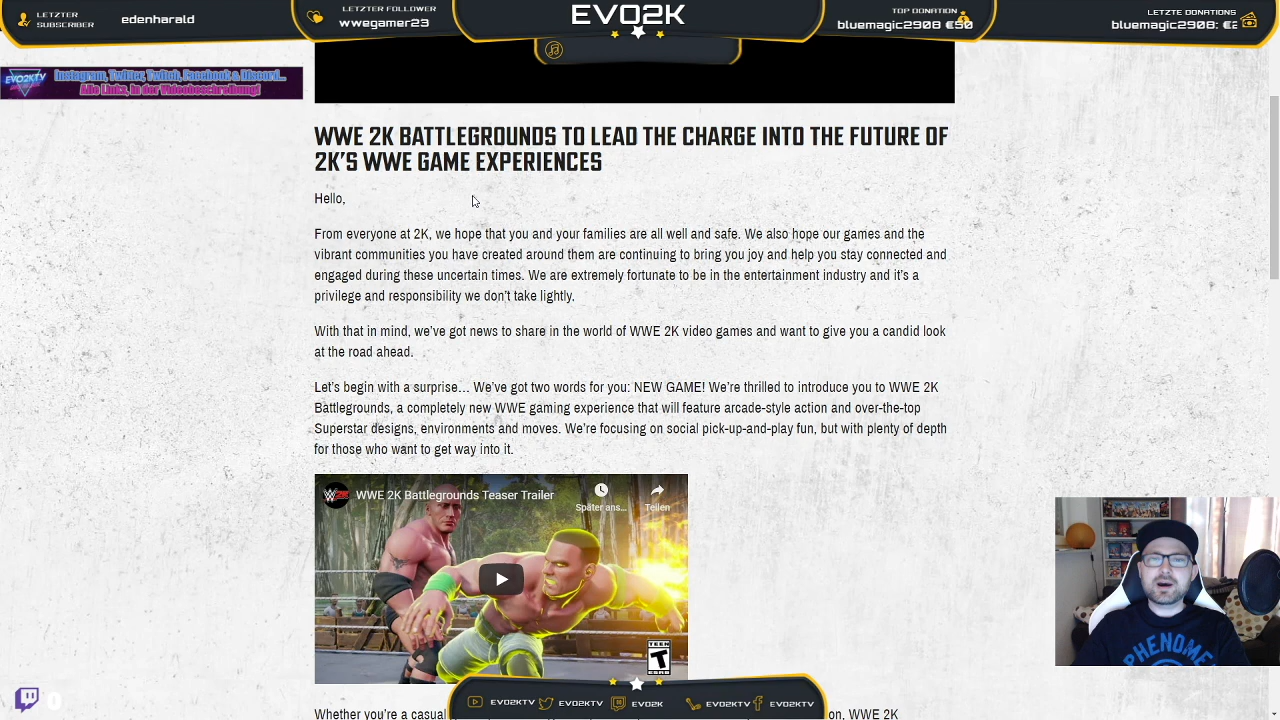 LETZTER
SUBSCRIBER
edenharald
LETZTER FOLLOWER
wwegamer23
EVO2K
TOP DONATION
bluemagic2908 €50
LETZTE DONATIONS
bluemagic2908: €2
EVO2KTV
Instagram, Twitter, Twitch, Facebook & Discord...
Alle Links, in der Videobeschreibung!
WWE 2K BATTLEGROUNDS TO LEAD THE CHARGE INTO THE FUTURE OF
2K'S WWE GAME EXPERIENCES
Hello,
From everyone at 2K, we hope that you and your families are all well and safe. We also hope our games and the
vibrant communities you have created around them are continuing to bring you joy and help you stay connected and
engaged during these uncertain times. We are extremely fortunate to be in the entertainment industry and it's a
privilege and responsibility we don't take lightly.
With that in mind, we've got news to share in the world of WWE 2K video games and want to give you a candid look
at the road ahead.
Let's begin with a surprise… We've got two words for you: NEW GAME! We're thrilled to introduce you to WWE 2K
Battlegrounds, a completely new WWE gaming experience that will feature arcade-style action and over-the-top
Superstar designs, environments and moves. We're focusing on social pick-up-and-play fun, but with plenty of depth
for those who want to get way into it.
W2K
WWE 2K Battlegrounds Teaser Trailer
Später ans...
Teilen
TEEN
T
ESRB
PHENOME
0
EVO2KTV
EVO2KTV
EVO2K
EVO2KTV
EVO2KTV
Whether you're a casual
on, WWE 2K